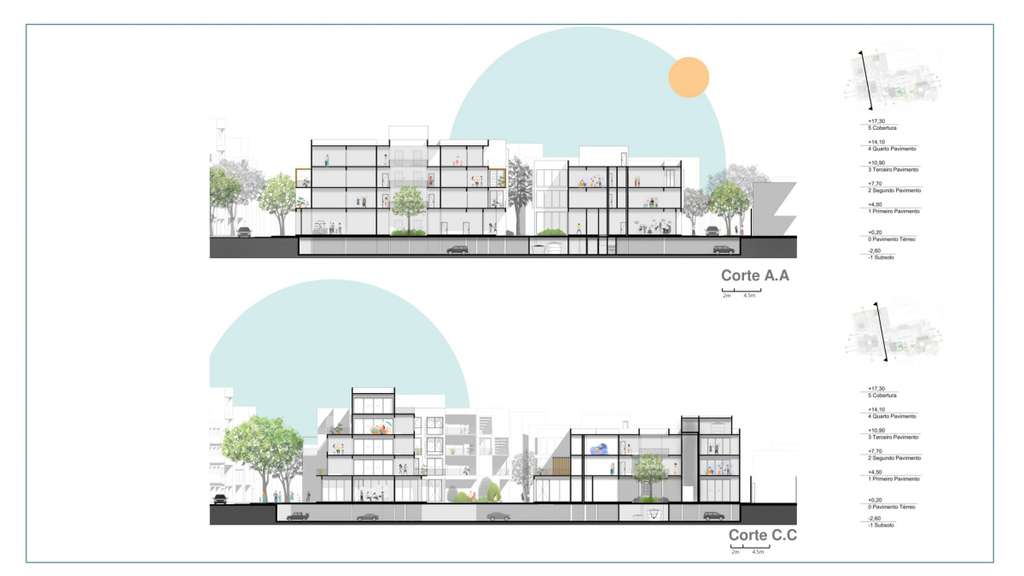 +17,30
5 Cobertura
+14,10
4 Quarto Pavimento
+10,90
3 Terceiro Pavimento
+7,70
2 Segundo Pavimento
+4,00
1 Primeiro Pavimento
+0,20
0 Pavimento Térreo
-2,60
-1 Subsolo
Corte A.A
2m 4.5m
+17,30
5 Cobertura
+14,10
4 Quarto Pavimento
+10,90
3 Terceiro Pavimento
+7,70
2 Segundo Pavimento
+4,50
1 Primeiro Pavimento
+0,20
0 Pavimento Térreo
-2,60
-1 Subsolo
Corte C.C
2m 4.5m